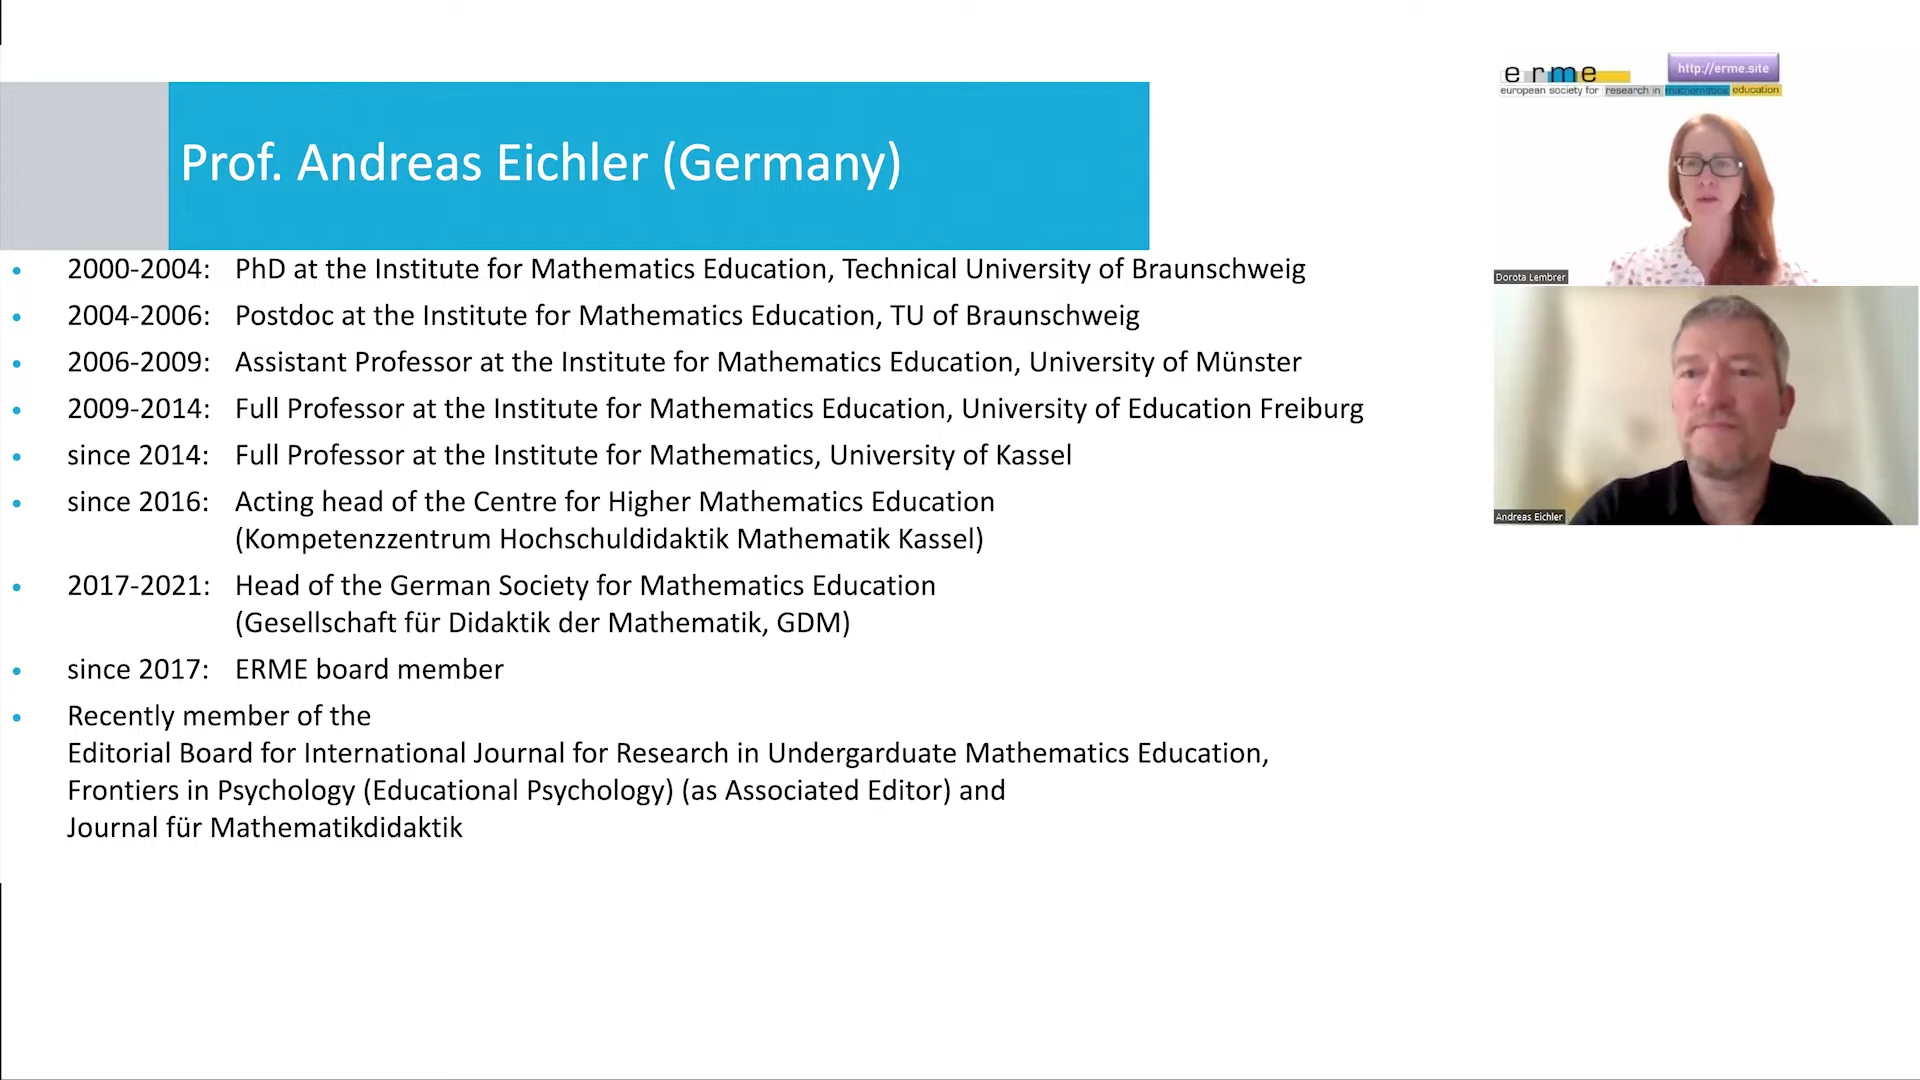 Prof. Andreas Eichler (Germany)
2000-2004: PhD at the Institute for Mathematics Education, Technical University of Braunschweig
2004-2006: Postdoc at the Institute for Mathematics Education, TU of Braunschweig
2006-2009: Assistant Professor at the Institute for Mathematics Education, University of Münster
2009-2014: Full Professor at the Institute for Mathematics Education, University of Education Freiburg
since 2014: Full Professor at the Institute for Mathematics, University of Kassel
since 2016: Acting head of the Centre for Higher Mathematics Education
(Kompetenzzentrum Hochschuldidaktik Mathematik Kassel)
2017-2021: Head of the German Society for Mathematics Education
(Gesellschaft für Didaktik der Mathematik, GDM)
since 2017: ERME board member
Recently member of the
Editorial Board for International Journal for Research in Undergarduate Mathematics Education,
Frontiers in Psychology (Educational Psychology) (as Associated Editor) and
Journal für Mathematikdidaktik
erme
http://erme.site
european society for research in mathematics education
Dorota Lembrer
Andreas Eichler